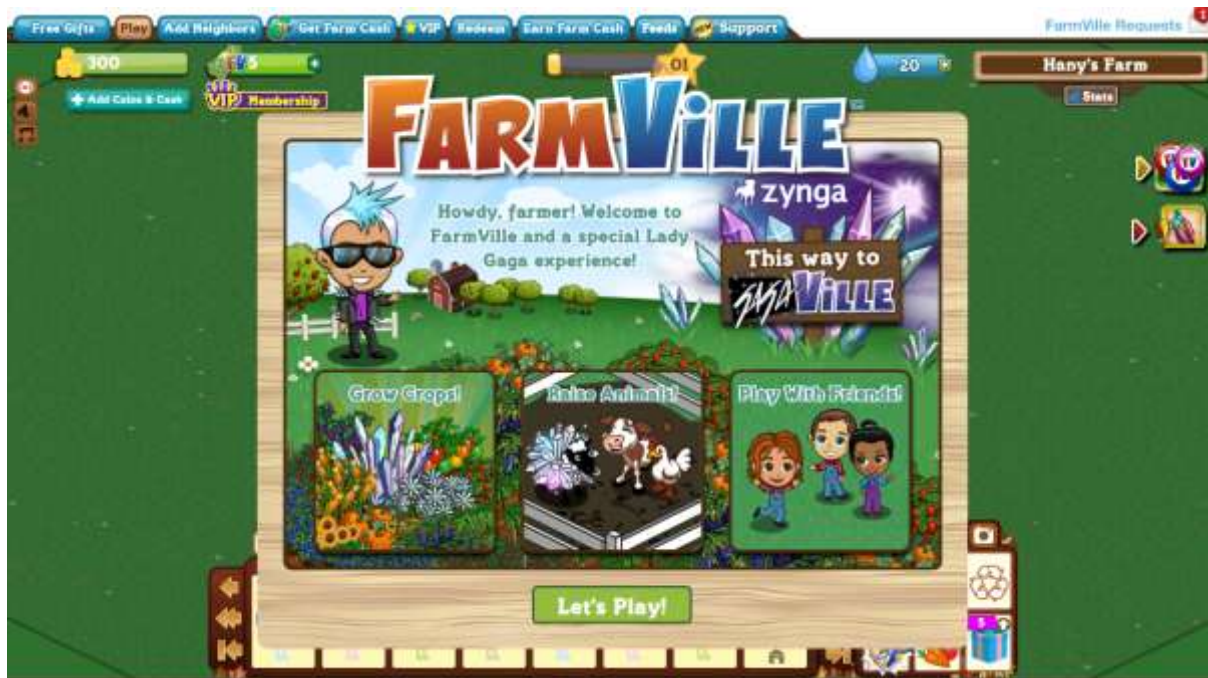 Free Gifts
Play
Add Neighbors
Get Farm Cash
VIP
Redeem
Earn Farm Cash
Feeds
Support
FarmVille Requests
1
300
5
01
20
Hany's Farm
Add Coins & Cash
VIP Membership
Stats
FARMVILLE
zynga
Howdy, farmer! Welcome to
FarmVille and a special Lady
Gaga experience!
This way to
GAGAVILLE
Grow Crops!
Raise Animals!
Play With Friends!
Let's Play!